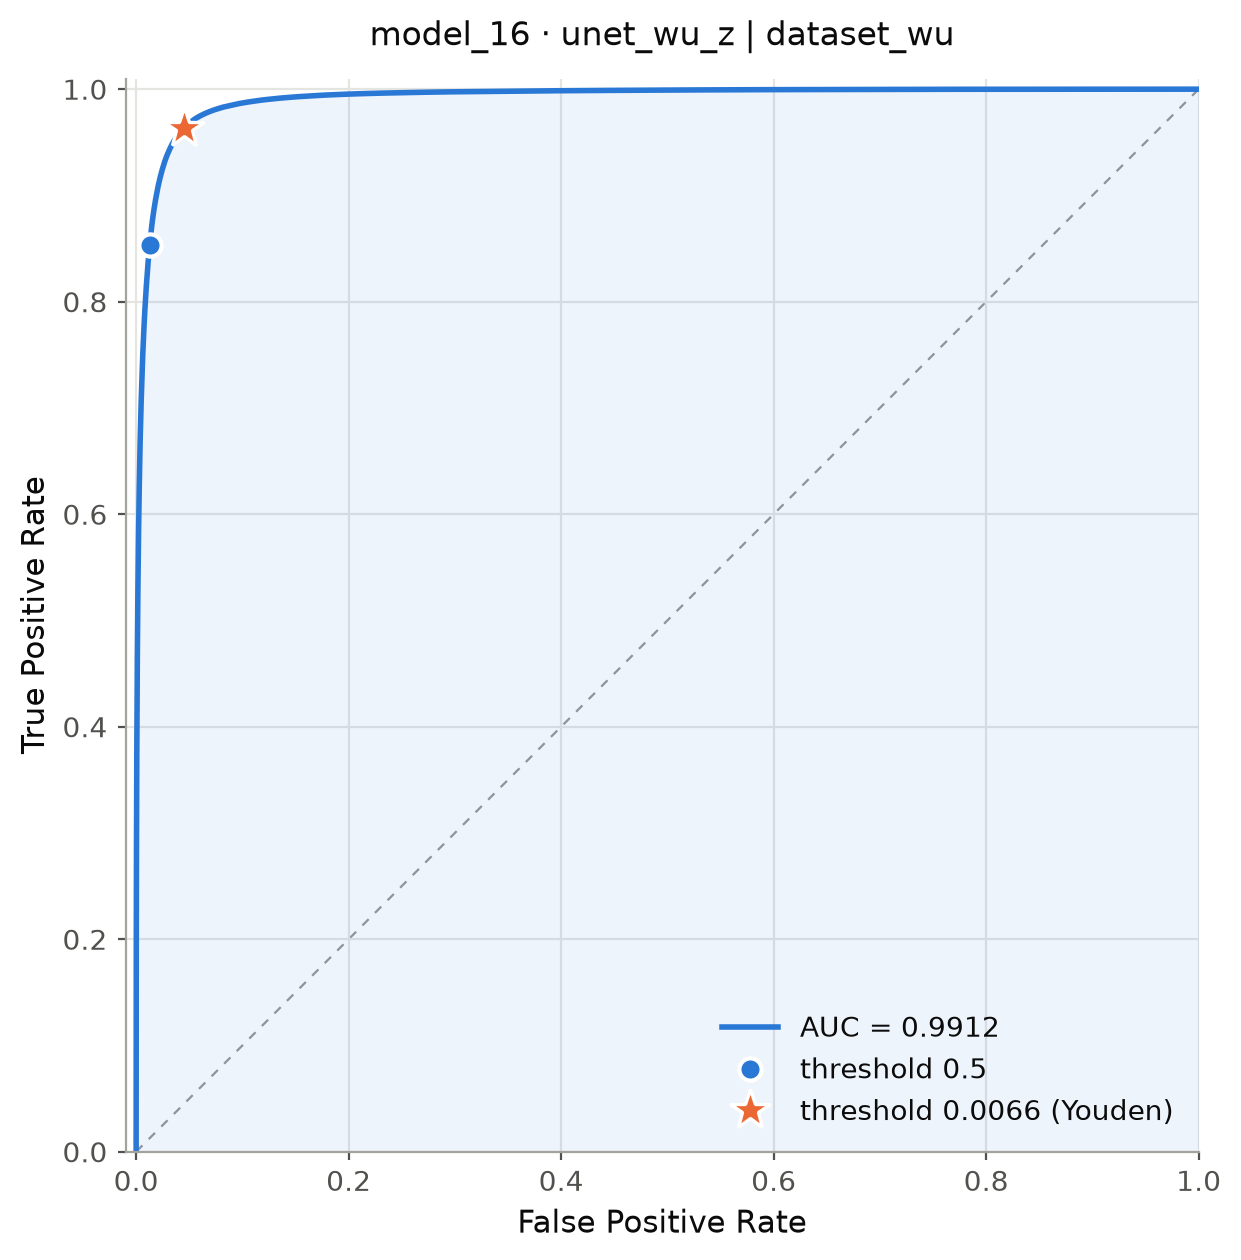 model_16 · unet_wu_z | dataset_wu
True Positive Rate
1.0
0.8
0.6
0.4
0.2
0.0
0.0 0.2 0.4 0.6 0.8 1.0
False Positive Rate
AUC = 0.9912
threshold 0.5
threshold 0.0066 (Youden)